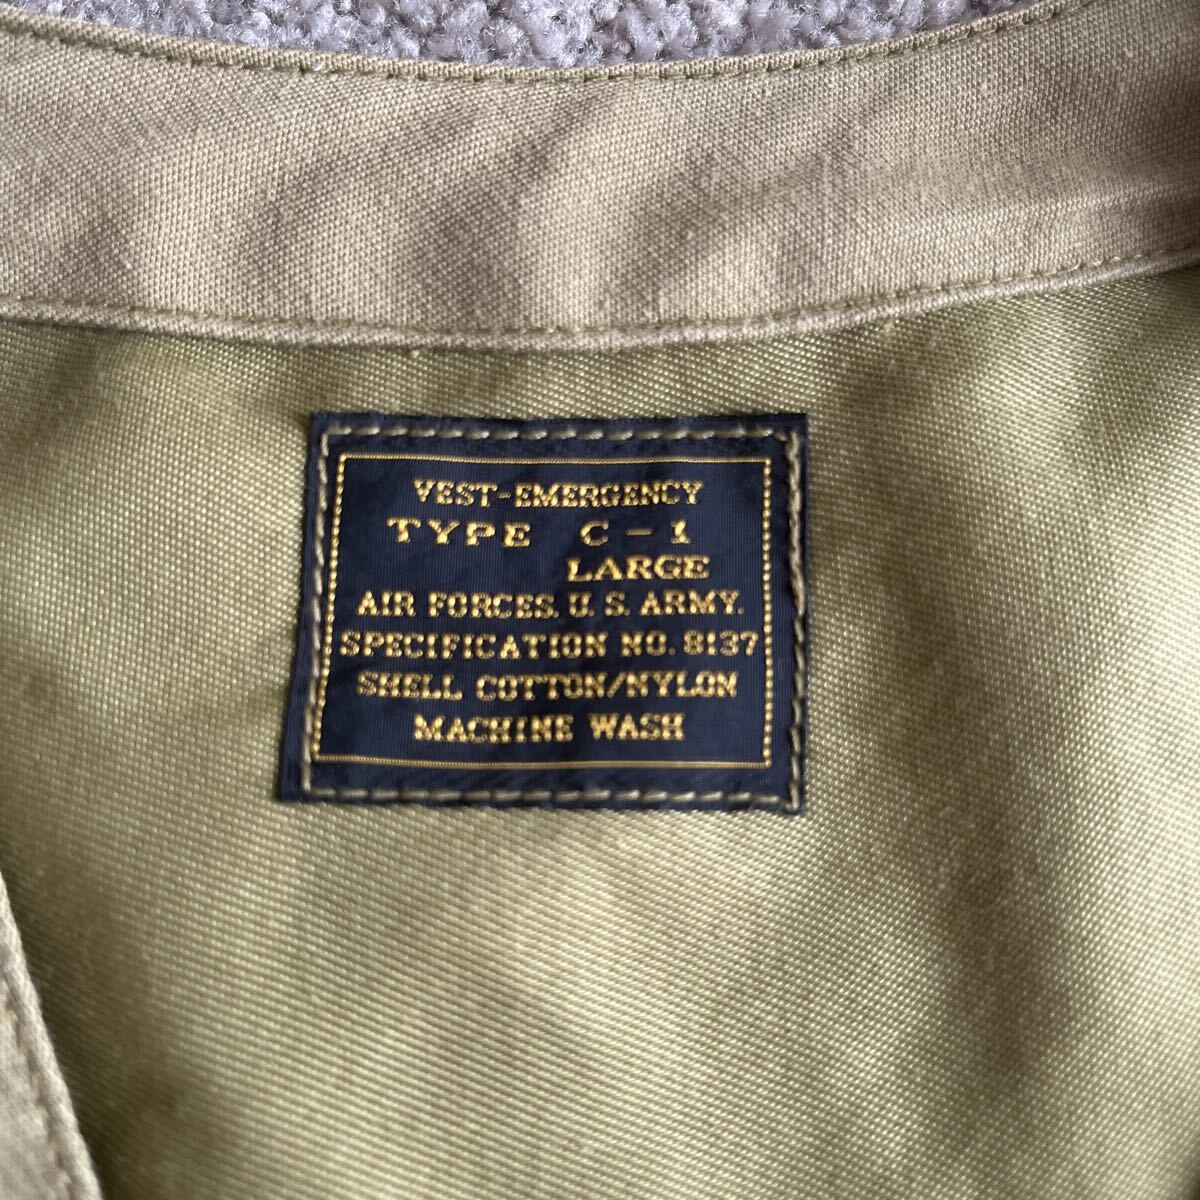 VEST-EMERGENCY
TYPE C-1
LARGE
AIR FORCES. U. S. ARMY.
SPECIFICATION NO. 8137
SHELL COTTON/NYLON
MACHINE WASH